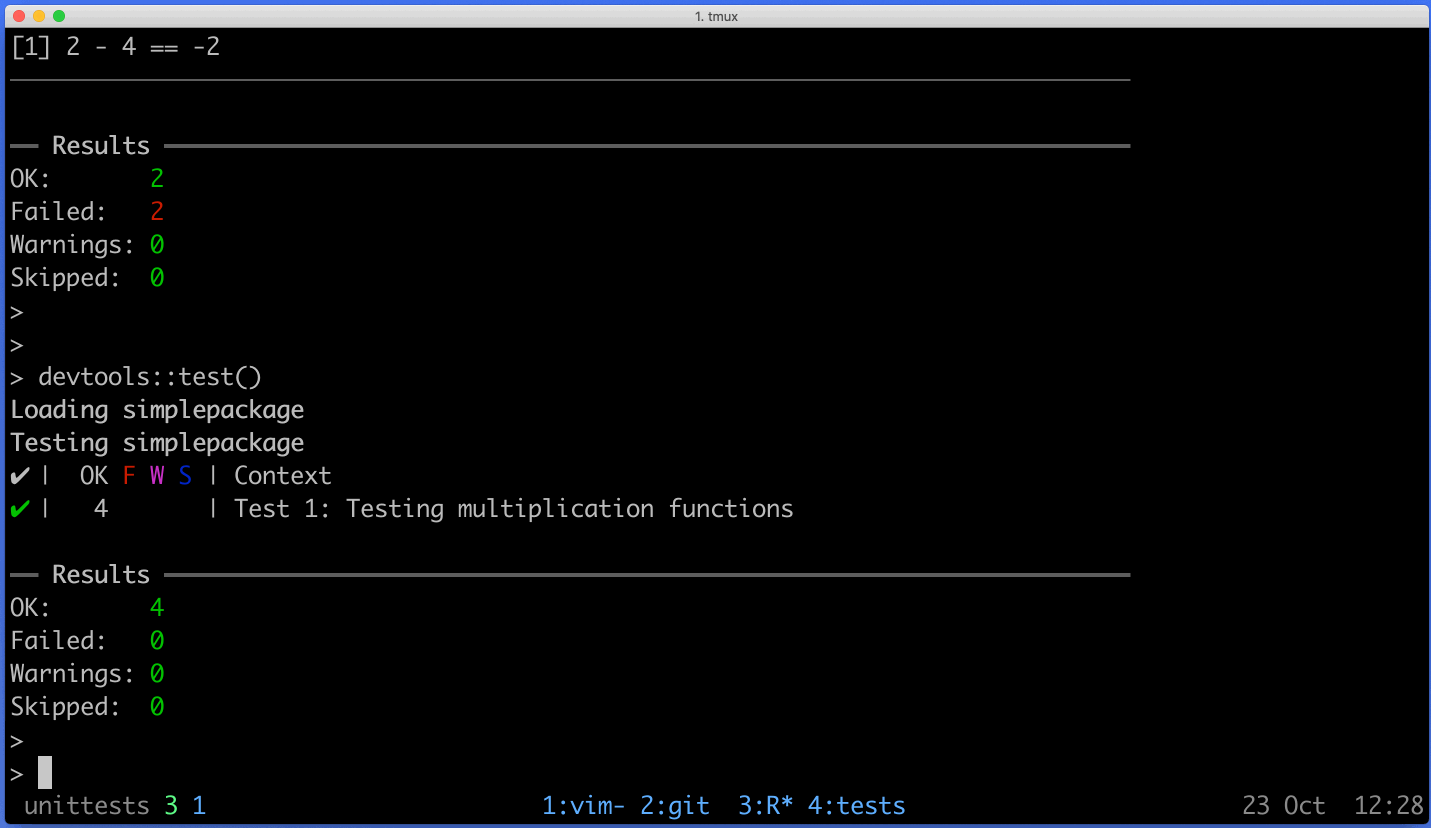 1. tmux
[1] 2 - 4 == -2
Results
OK: 2
Failed: 2
Warnings: 0
Skipped: 0
>
>
> devtools::test()
Loading simplepackage
Testing simplepackage
✔ | OK F W S | Context
✔ | 4 | Test 1: Testing multiplication functions
Results
OK: 4
Failed: 0
Warnings: 0
Skipped: 0
>
>
unittests 3 1 1:vim- 2:git 3:R* 4:tests 23 Oct 12:28